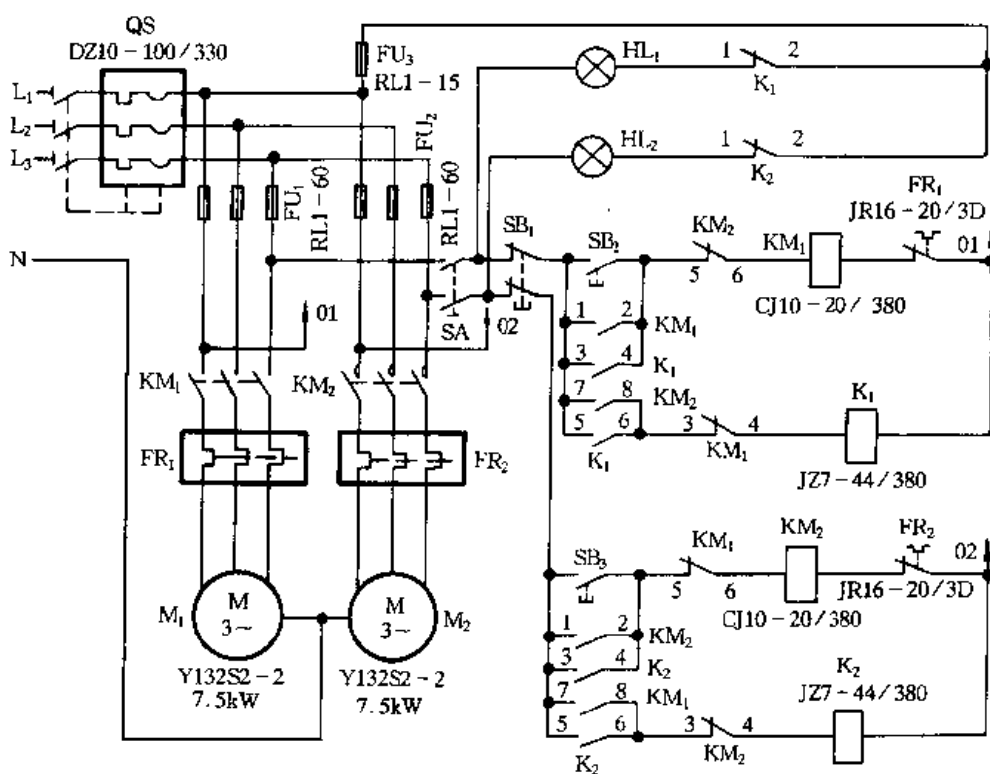 QS
DZ10-100/330
FU₃
RL1-15
HL₁
1
2
K₁
L₁
L₂
L₃
FU₂
HL₂
1
2
K₂
FU₁
RL1-60
RL1-60
FR₁
JR16-20/3D
N
SB₁
SB₂
KM₂
5
6
KM₁
CJ10-20/380
01
01
SA
02
1
2
KM₁
3
4
K₁
7
8
KM₂
5
6
K₁
3
4
KM₁
K₁
JZ7-44/380
KM₁
KM₂
FR₁
FR₂
SB₃
KM₁
5
6
KM₂
CJ10-20/380
FR₂
JR16-20/3D
02
M₁
M
3~
M
3~
M₂
Y132S2-2
7.5kW
Y132S2-2
7.5kW
1
2
KM₂
3
4
K₂
7
8
KM₁
5
6
K₂
3
4
KM₂
K₂
JZ7-44/380